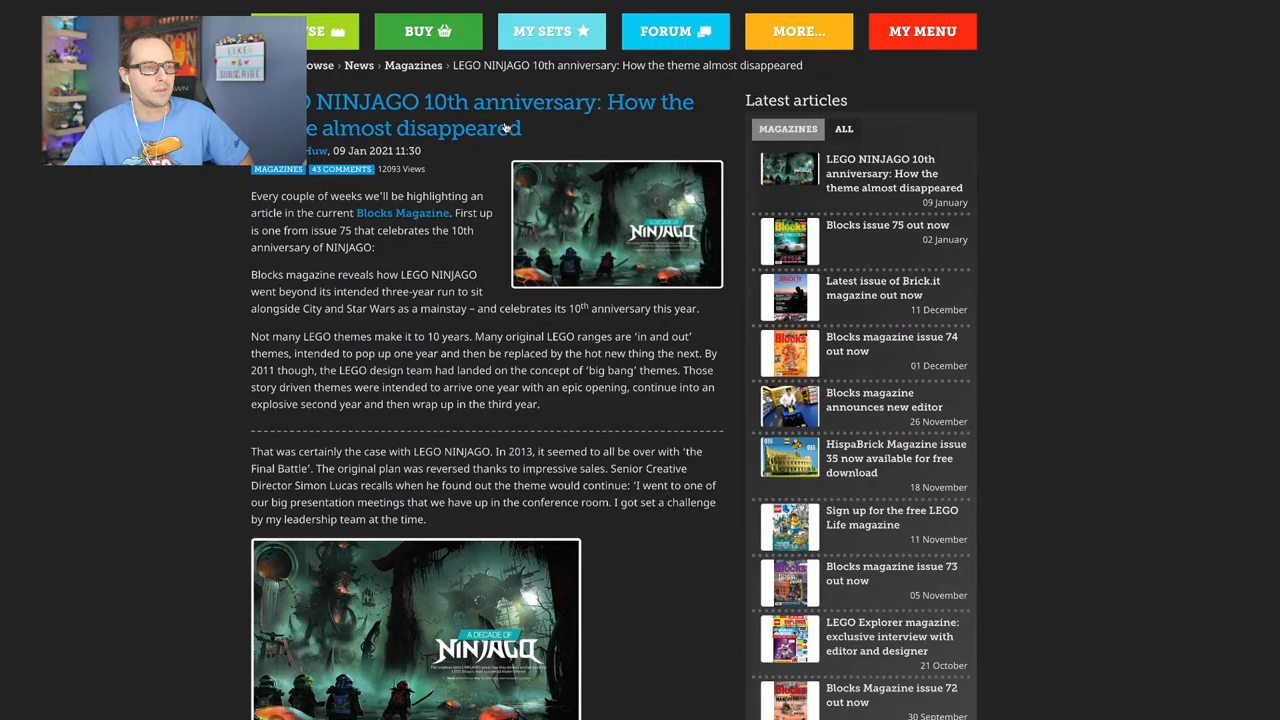 SE
BUY
MY SETS
FORUM
MORE...
MY MENU
LIKE
SUBSCRIBE
owse › News › Magazines › LEGO NINJAGO 10th anniversary: How the theme almost disappeared
O NINJAGO 10th anniversary: How the
e almost disappeared
Huw, 09 Jan 2021 11:30
MAGAZINES 43 COMMENTS 12093 Views
Every couple of weeks we'll be highlighting an
article in the current Blocks Magazine. First up
is one from issue 75 that celebrates the 10th
anniversary of NINJAGO:
A DECADE OF
NINJAGO
Blocks magazine reveals how LEGO NINJAGO
went beyond its intended three-year run to sit
alongside City and Star Wars as a mainstay – and celebrates its 10th anniversary this year.
Not many LEGO themes make it to 10 years. Many original LEGO ranges are 'in and out'
themes, intended to pop up one year and then be replaced by the hot new thing the next. By
2011 though, the LEGO design team had landed on the concept of 'big bang' themes. Those
story driven themes were intended to arrive one year with an epic opening, continue into an
explosive second year and then wrap up in the third year.
That was certainly the case with LEGO NINJAGO. In 2013, it seemed to all be over with 'the
Final Battle'. The original plan was reversed thanks to impressive sales. Senior Creative
Director Simon Lucas recalls when he found out the theme would continue: 'I went to one of
our big presentation meetings that we have up in the conference room. I got set a challenge
by my leadership team at the time.
A DECADE OF
NINJAGO
Latest articles
MAGAZINES ALL
LEGO NINJAGO 10th
anniversary: How the
theme almost disappeared
09 January
Blocks issue 75 out now
02 January
Latest issue of Brick.it
magazine out now
11 December
Blocks magazine issue 74
out now
01 December
Blocks magazine
announces new editor
26 November
HispaBrick Magazine issue
35 now available for free
download
18 November
Sign up for the free LEGO
Life magazine
11 November
Blocks magazine issue 73
out now
05 November
LEGO Explorer magazine:
exclusive interview with
editor and designer
21 October
Blocks Magazine issue 72
out now
30 September